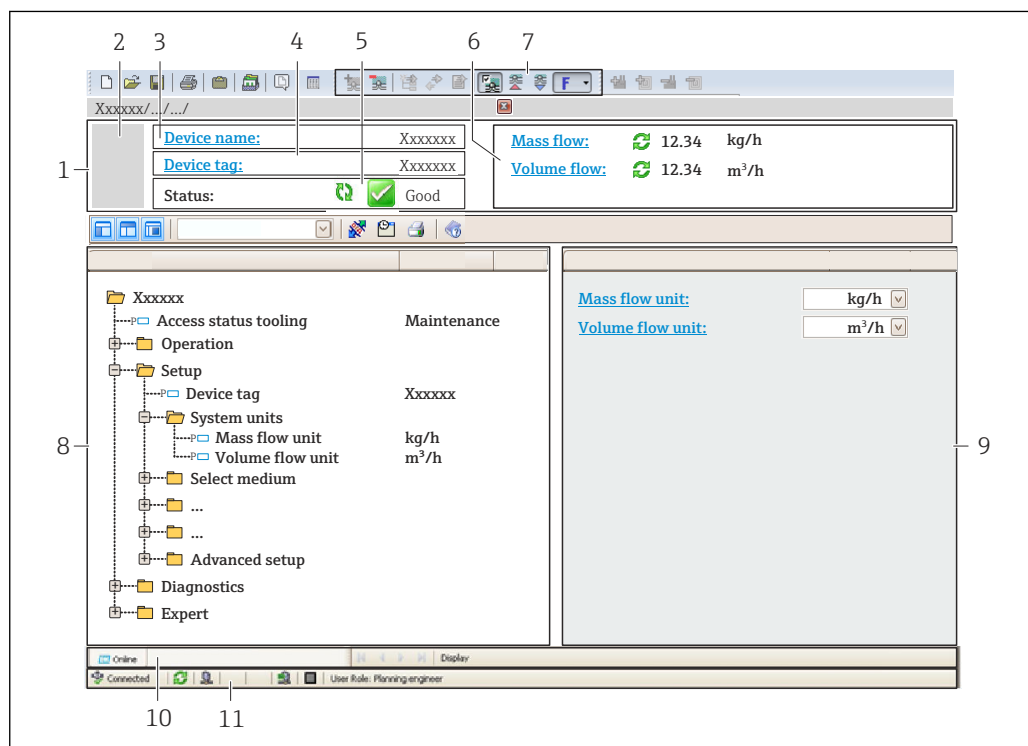 2 3 4 5 6 7
F
Xxxxxx/.../.../
1
Device name: Xxxxxxx
Device tag: Xxxxxxx
Status: Good
Mass flow: 12.34 kg/h
Volume flow: 12.34 m³/h
Xxxxxx
P Access status tooling Maintenance
Operation
Setup
P Device tag Xxxxxx
System units
P Mass flow unit kg/h
P Volume flow unit m³/h
Select medium
...
...
Advanced setup
Diagnostics
Expert
Mass flow unit: kg/h
Volume flow unit: m³/h
8
9
Online Display
Connected User Role: Planning engineer
10 11